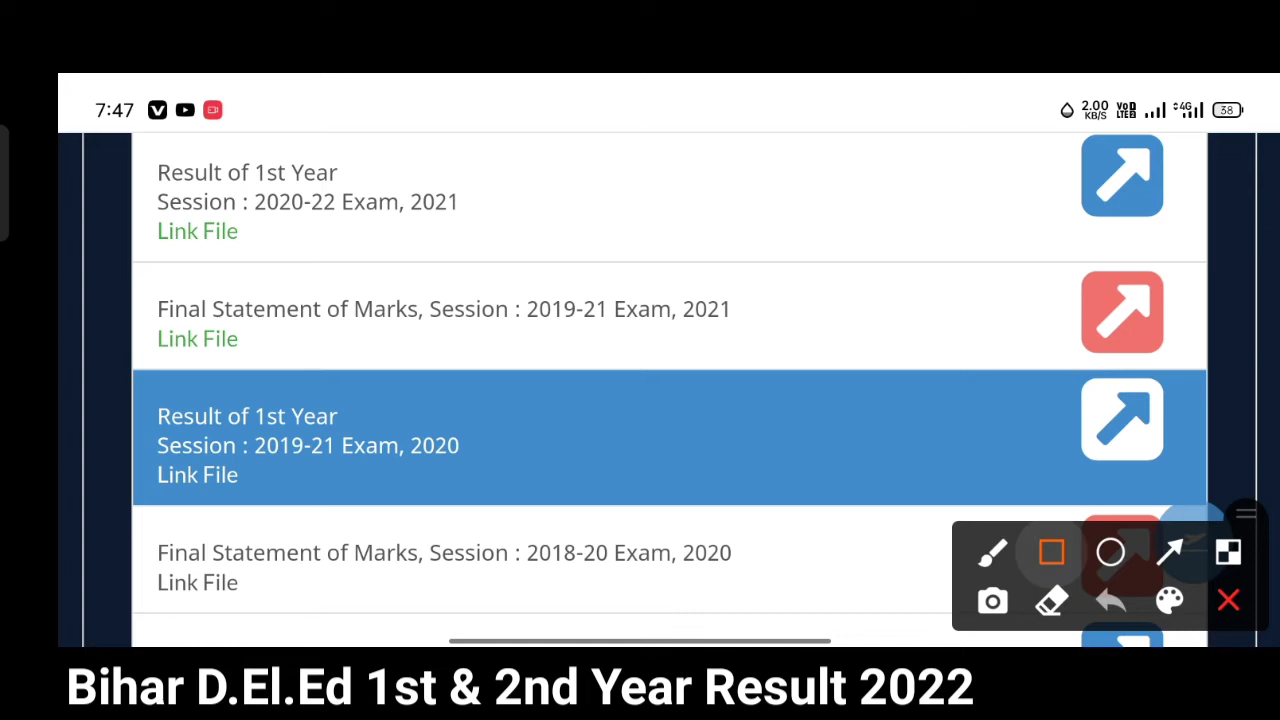 7:47
2.00
KB/S
VoD
LTE2
4G
38
Result of 1st Year
Session : 2020-22 Exam, 2021
Link File
Final Statement of Marks, Session : 2019-21 Exam, 2021
Link File
Result of 1st Year
Session : 2019-21 Exam, 2020
Link File
Final Statement of Marks, Session : 2018-20 Exam, 2020
Link File
Bihar D.El.Ed 1st & 2nd Year Result 2022